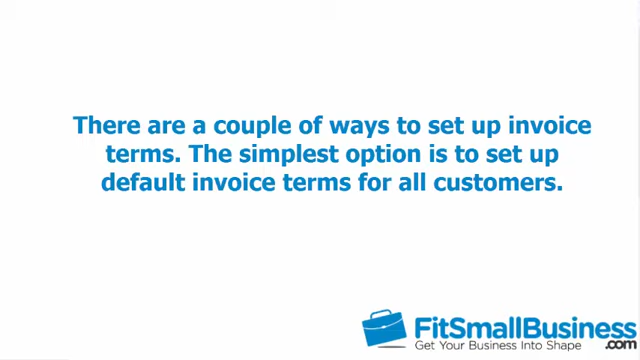 There are a couple of ways to set up invoice
terms. The simplest option is to set up
default invoice terms for all customers.
FitSmallBusiness
Get Your Business Into Shape .com